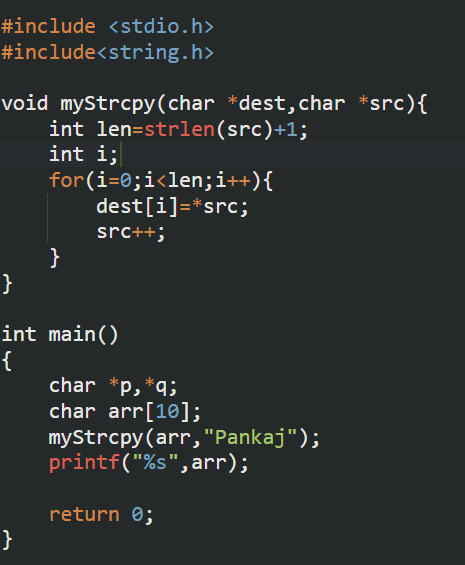 #include <stdio.h>
#include<string.h>
void myStrcpy(char *dest,char *src){
int len=strlen(src)+1;
int i;
for(i=0;i<len;i++){
dest[i]=*src;
src++;
}
}
int main()
{
char *p,*q;
char arr[10];
myStrcpy(arr,"Pankaj");
printf("%s",arr);
return 0;
}